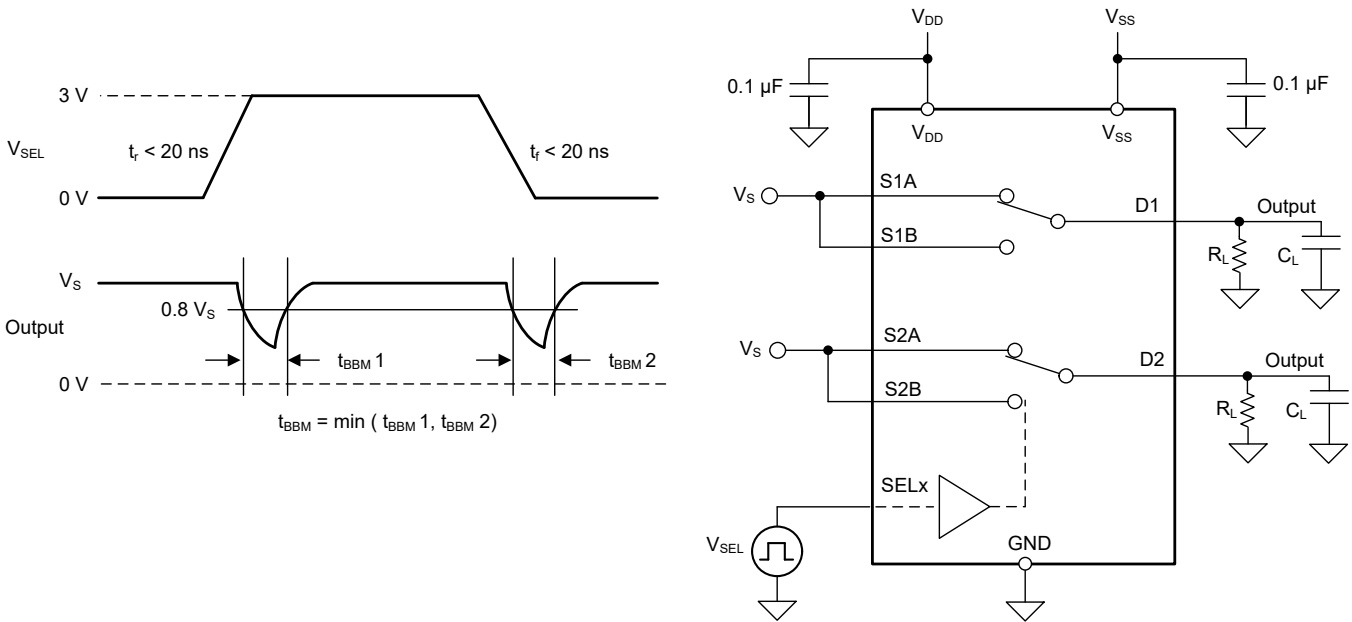 3 V
V_SEL
t_r < 20 ns
t_f < 20 ns
0 V
V_S
0.8 V_S
Output
t_BBM 1
t_BBM 2
0 V
t_BBM = min ( t_BBM 1, t_BBM 2)
V_DD
V_SS
0.1 µF
0.1 µF
V_DD
V_SS
V_S
S1A
D1
Output
S1B
R_L
C_L
V_S
S2A
D2
Output
S2B
R_L
C_L
SELx
V_SEL
GND